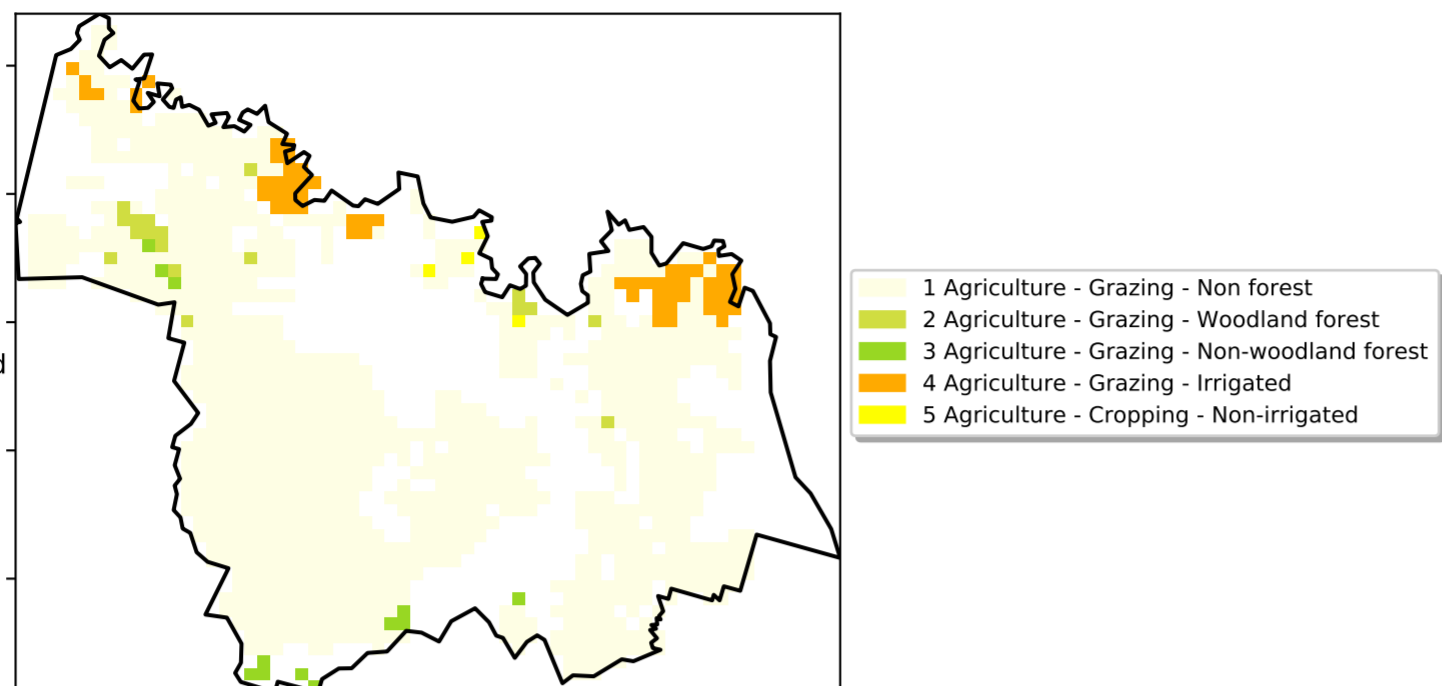 d
1 Agriculture - Grazing - Non forest
2 Agriculture - Grazing - Woodland forest
3 Agriculture - Grazing - Non-woodland forest
4 Agriculture - Grazing - Irrigated
5 Agriculture - Cropping - Non-irrigated